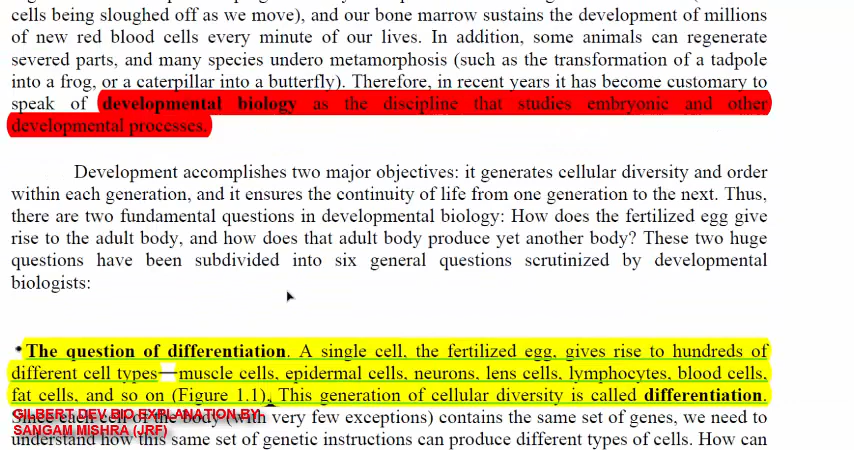 cells being sloughed off as we move), and our bone marrow sustains the development of millions
of new red blood cells every minute of our lives. In addition, some animals can regenerate
severed parts, and many species undero metamorphosis (such as the transformation of a tadpole
into a frog, or a caterpillar into a butterfly). Therefore, in recent years it has become customary to
speak of developmental biology as the discipline that studies embryonic and other
developmental processes.
Development accomplishes two major objectives: it generates cellular diversity and order
within each generation, and it ensures the continuity of life from one generation to the next. Thus,
there are two fundamental questions in developmental biology: How does the fertilized egg give
rise to the adult body, and how does that adult body produce yet another body? These two huge
questions have been subdivided into six general questions scrutinized by developmental
biologists:
• The question of differentiation. A single cell, the fertilized egg, gives rise to hundreds of
different cell types—muscle cells, epidermal cells, neurons, lens cells, lymphocytes, blood cells,
fat cells, and so on (Figure 1.1). This generation of cellular diversity is called differentiation.
Since each cell of the body (with very few exceptions) contains the same set of genes, we need to
understand how this same set of genetic instructions can produce different types of cells. How can
GILBERT DEV BIO EXPLANATION BY
SANGAM MISHRA (JRF)